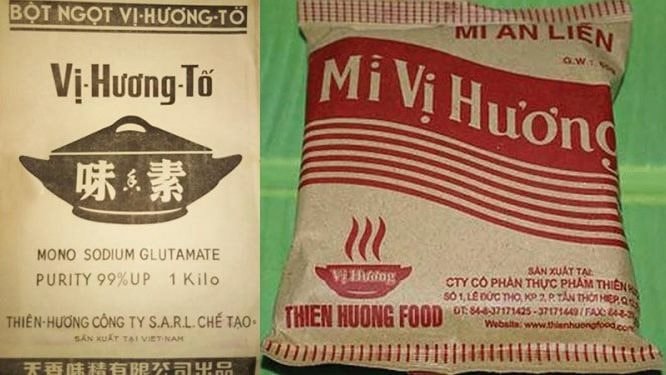 BỘT NGỌT VỊ-HƯƠNG-TỐ
Vị-Hương-Tố
味香素
MONO SODIUM GLUTAMATE
PURITY 99%UP 1 Kilo
THIÊN-HƯƠNG CÔNG TY S.A.R.L. CHẾ TẠO
SẢN XUẤT TẠI VIỆT-NAM
天香味精有限公司出品
MÌ ĂN LIỀN
G.W.:
Mì Vị Hương
Vị Hương
THIEN HUONG FOOD
SẢN XUẤT TẠI:
CTY CỔ PHẦN THỰC PHẨM THIÊN
SỐ 1, LÊ ĐỨC THỌ, KP. 2, P. TÂN THỚI HIỆP, Q.
ĐT: 84-8-37171425 - 37171449 / FAX: 84-8-
Website: www.thienhuongfood.com